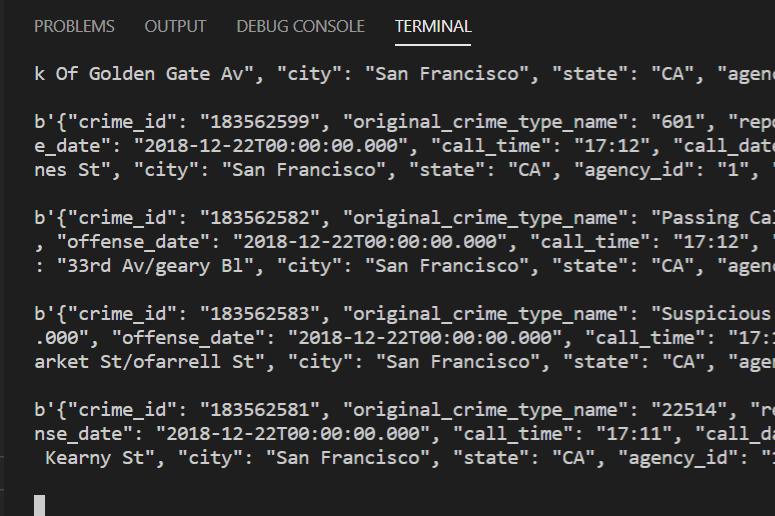 PROBLEMS OUTPUT DEBUG CONSOLE TERMINAL
k Of Golden Gate Av", "city": "San Francisco", "state": "CA", "agen
b'{"crime_id": "183562599", "original_crime_type_name": "601", "rep
e_date": "2018-12-22T00:00:00.000", "call_time": "17:12", "call_date
nes St", "city": "San Francisco", "state": "CA", "agency_id": "1", "
b'{"crime_id": "183562582", "original_crime_type_name": "Passing Cal
, "offense_date": "2018-12-22T00:00:00.000", "call_time": "17:12", "
: "33rd Av/geary Bl", "city": "San Francisco", "state": "CA", "agen
b'{"crime_id": "183562583", "original_crime_type_name": "Suspicious
.000", "offense_date": "2018-12-22T00:00:00.000", "call_time": "17:1
arket St/ofarrell St", "city": "San Francisco", "state": "CA", "age
b'{"crime_id": "183562581", "original_crime_type_name": "22514", "re
nse_date": "2018-12-22T00:00:00.000", "call_time": "17:11", "call_da
Kearny St", "city": "San Francisco", "state": "CA", "agency_id": "1